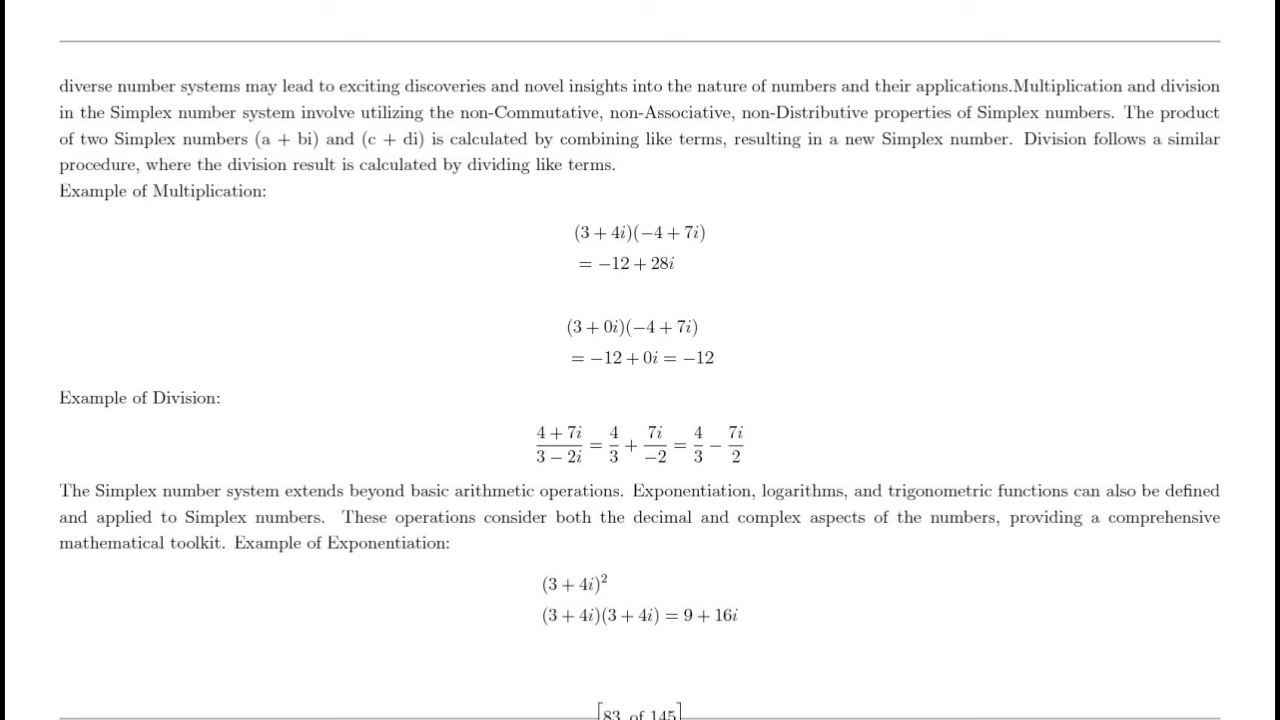 diverse number systems may lead to exciting discoveries and novel insights into the nature of numbers and their applications.Multiplication and division
in the Simplex number system involve utilizing the non-Commutative, non-Associative, non-Distributive properties of Simplex numbers. The product
of two Simplex numbers (a + bi) and (c + di) is calculated by combining like terms, resulting in a new Simplex number. Division follows a similar
procedure, where the division result is calculated by dividing like terms.
Example of Multiplication:
(3 + 4i)(−4 + 7i)
= −12 + 28i
(3 + 0i)(−4 + 7i)
= −12 + 0i = −12
Example of Division:
\frac{4 + 7i}{3 − 2i} = \frac{4}{3} + \frac{7i}{−2} = \frac{4}{3} − \frac{7i}{2}
The Simplex number system extends beyond basic arithmetic operations. Exponentiation, logarithms, and trigonometric functions can also be defined
and applied to Simplex numbers. These operations consider both the decimal and complex aspects of the numbers, providing a comprehensive
mathematical toolkit. Example of Exponentiation:
(3 + 4i)²
(3 + 4i)(3 + 4i) = 9 + 16i
⌈83 of 145⌉